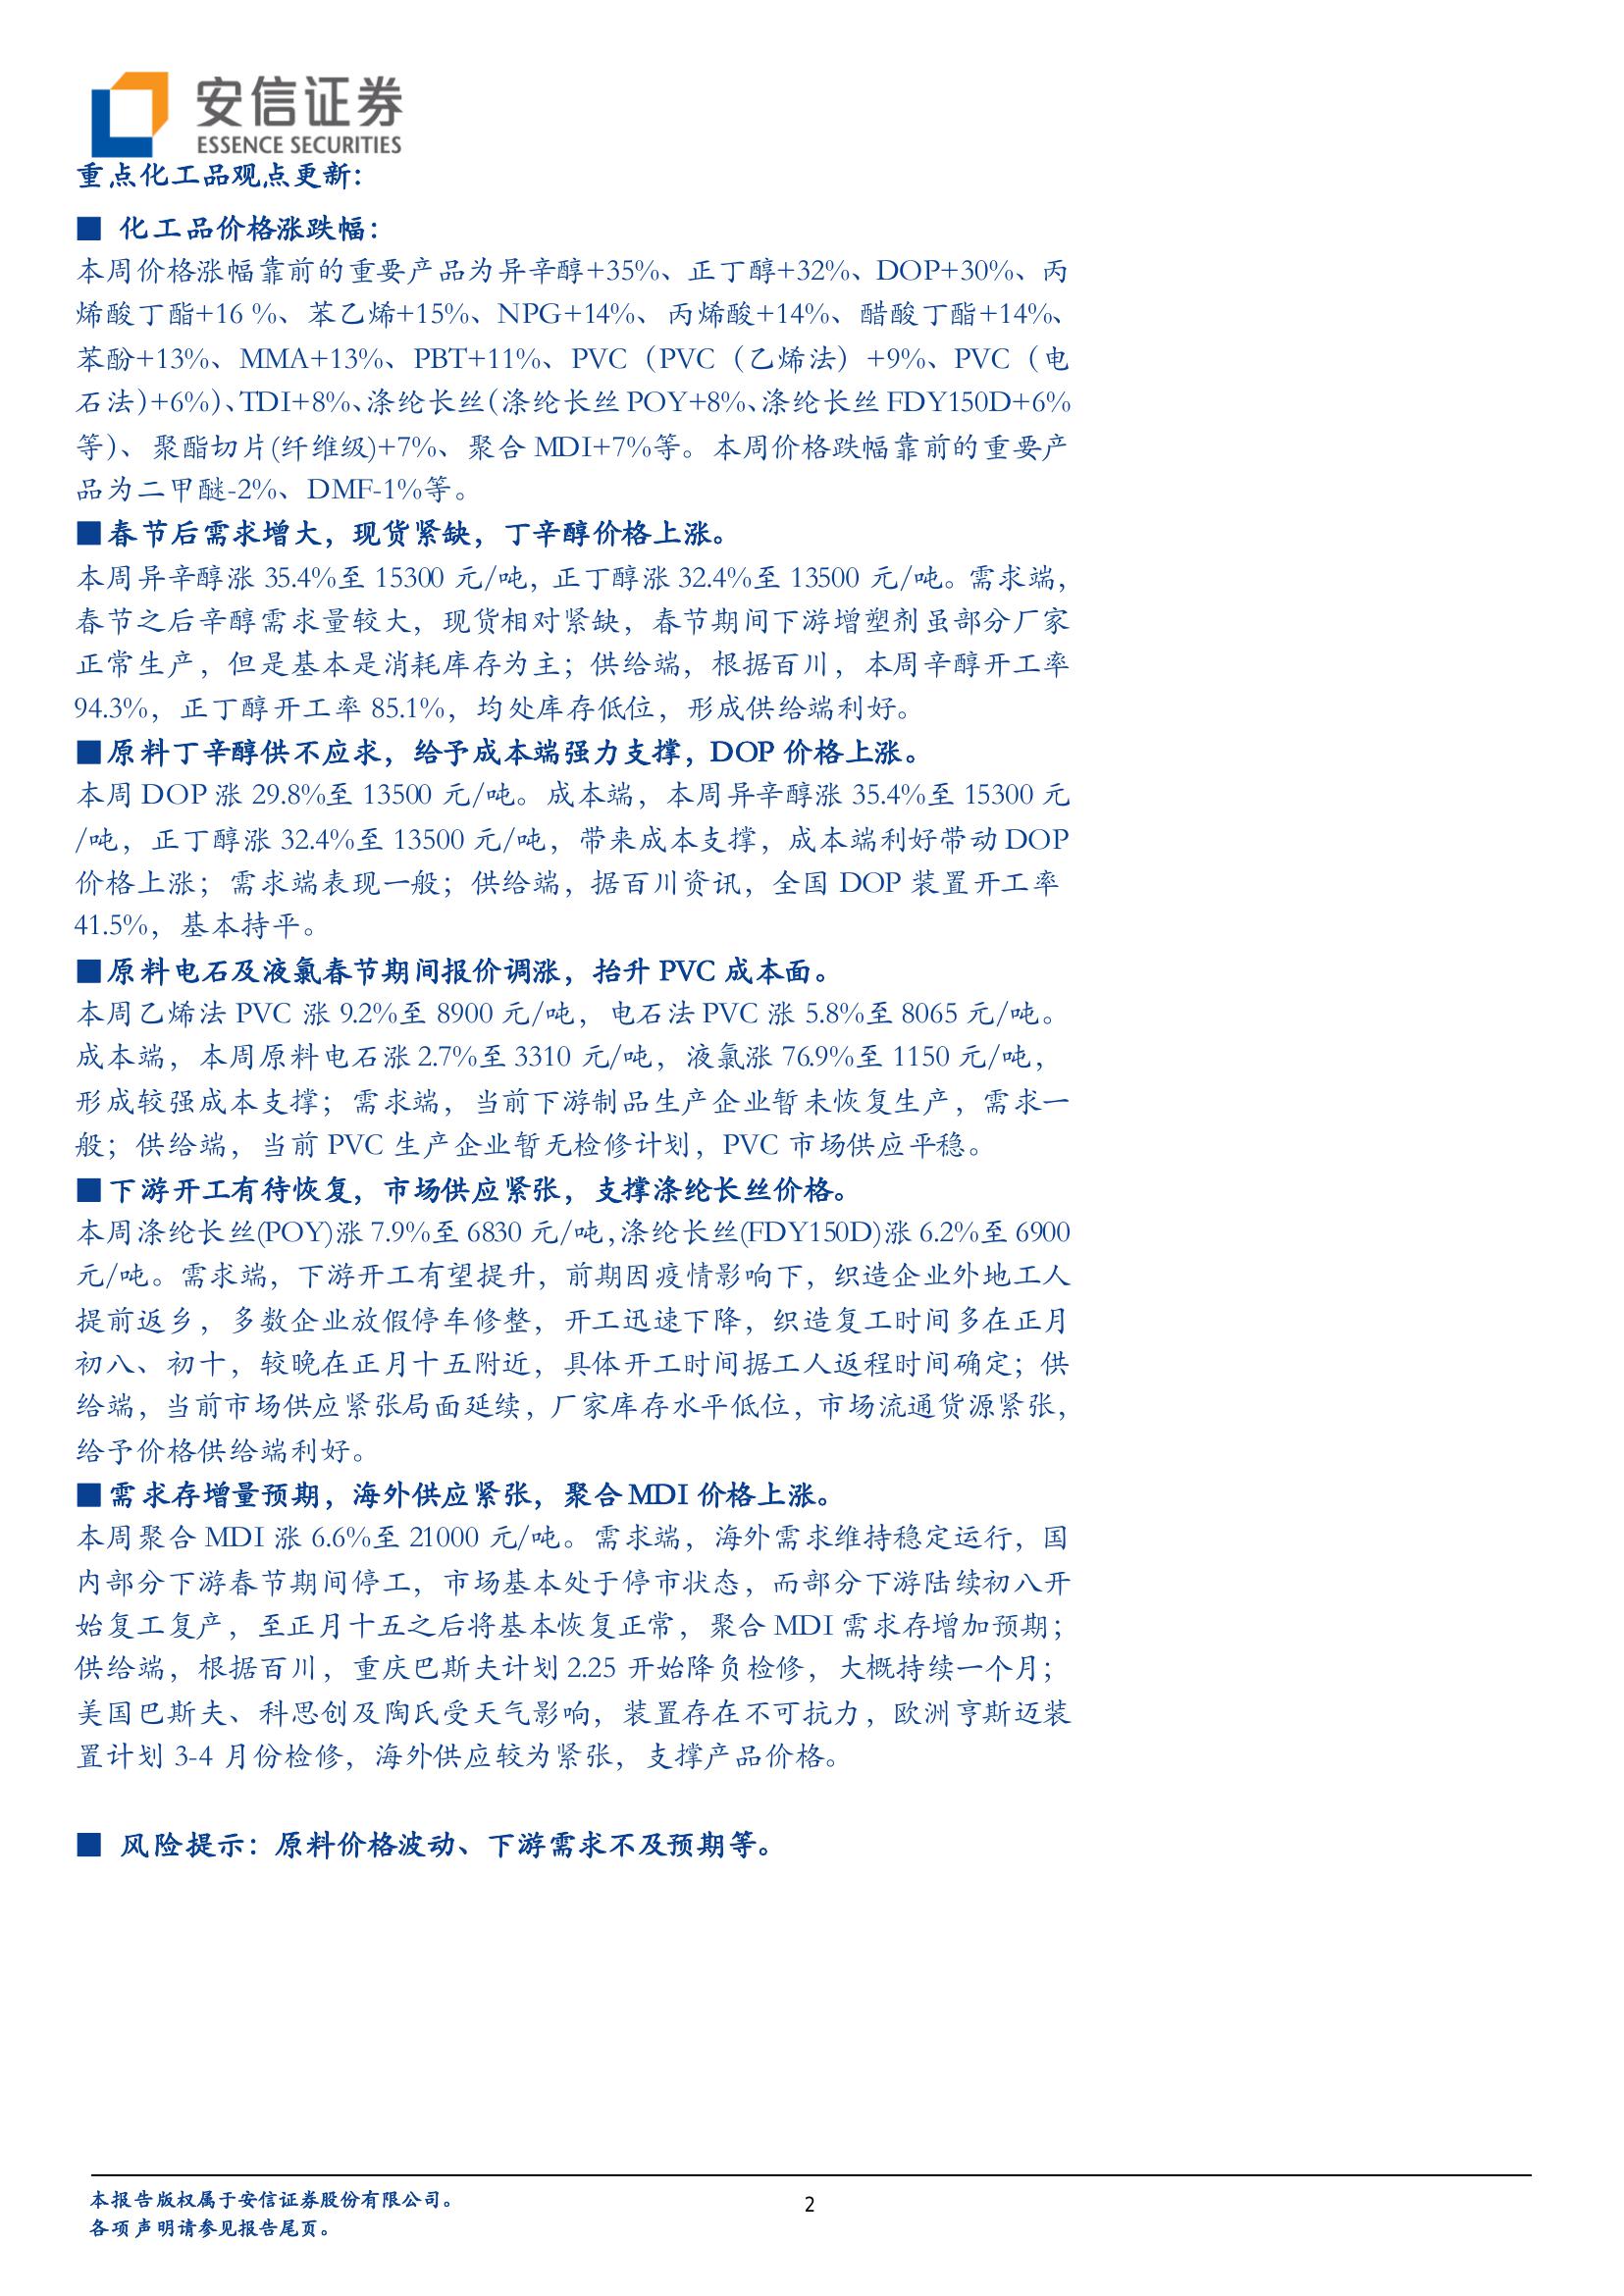 安信证券
ESSENCE SECURITIES
重点化工品观点更新：
■ 化工品价格涨跌幅：
本周价格涨幅靠前的重要产品为异辛醇+35%、正丁醇+32%、DOP+30%、丙
烯酸丁酯+16 %、苯乙烯+15%、NPG+14%、丙烯酸+14%、醋酸丁酯+14%、
苯酚+13%、MMA+13%、PBT+11%、PVC（PVC（乙烯法）+9%、PVC（电
石法)+6%）、TDI+8%、涤纶长丝（涤纶长丝 POY+8%、涤纶长丝 FDY150D+6%
等）、聚酯切片(纤维级)+7%、聚合 MDI+7%等。本周价格跌幅靠前的重要产
品为二甲醚-2%、DMF-1%等。
■春节后需求增大，现货紧缺，丁辛醇价格上涨。
本周异辛醇涨 35.4%至 15300 元/吨，正丁醇涨 32.4%至 13500 元/吨。需求端，
春节之后辛醇需求量较大，现货相对紧缺，春节期间下游增塑剂虽部分厂家
正常生产，但是基本是消耗库存为主；供给端，根据百川，本周辛醇开工率
94.3%，正丁醇开工率 85.1%，均处库存低位，形成供给端利好。
■原料丁辛醇供不应求，给予成本端强力支撑，DOP 价格上涨。
本周 DOP 涨 29.8%至 13500 元/吨。成本端，本周异辛醇涨 35.4%至 15300 元
/吨，正丁醇涨 32.4%至 13500 元/吨，带来成本支撑，成本端利好带动 DOP
价格上涨；需求端表现一般；供给端，据百川资讯，全国 DOP 装置开工率
41.5%，基本持平。
■原料电石及液氯春节期间报价调涨，抬升 PVC 成本面。
本周乙烯法 PVC 涨 9.2%至 8900 元/吨，电石法 PVC 涨 5.8%至 8065 元/吨。
成本端，本周原料电石涨 2.7%至 3310 元/吨，液氯涨 76.9%至 1150 元/吨，
形成较强成本支撑；需求端，当前下游制品生产企业暂未恢复生产，需求一
般；供给端，当前 PVC 生产企业暂无检修计划，PVC 市场供应平稳。
■下游开工有待恢复，市场供应紧张，支撑涤纶长丝价格。
本周涤纶长丝(POY)涨 7.9%至 6830 元/吨，涤纶长丝(FDY150D)涨 6.2%至 6900
元/吨。需求端，下游开工有望提升，前期因疫情影响下，织造企业外地工人
提前返乡，多数企业放假停车修整，开工迅速下降，织造复工时间多在正月
初八、初十，较晚在正月十五附近，具体开工时间据工人返程时间确定；供
给端，当前市场供应紧张局面延续，厂家库存水平低位，市场流通货源紧张，
给予价格供给端利好。
■需求存增量预期，海外供应紧张，聚合 MDI 价格上涨。
本周聚合 MDI 涨 6.6%至 21000 元/吨。需求端，海外需求维持稳定运行，国
内部分下游春节期间停工，市场基本处于停市状态，而部分下游陆续初八开
始复工复产，至正月十五之后将基本恢复正常，聚合 MDI 需求存增加预期；
供给端，根据百川，重庆巴斯夫计划 2.25 开始降负检修，大概持续一个月；
美国巴斯夫、科思创及陶氏受天气影响，装置存在不可抗力，欧洲亨斯迈装
置计划 3-4 月份检修，海外供应较为紧张，支撑产品价格。
■ 风险提示：原料价格波动、下游需求不及预期等。
本报告版权属于安信证券股份有限公司。
2
各项声明请参见报告尾页。